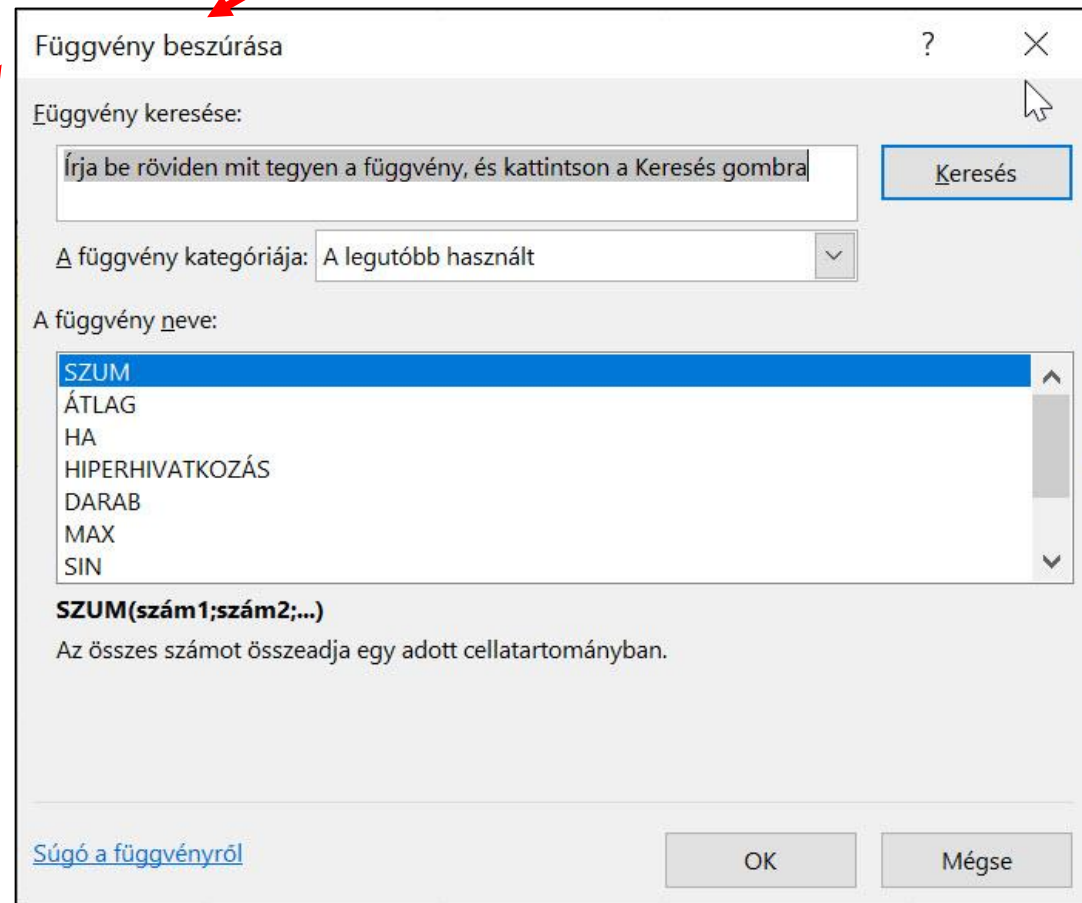 Függvény beszúrása
?
Függvény keresése:
Írja be röviden mit tegyen a függvény, és kattintson a Keresés gombra
Keresés
A függvény kategóriája: A legutóbb használt
A függvény neve:
SZUM
ÁTLAG
HA
HIPERHIVATKOZÁS
DARAB
MAX
SIN
SZUM(szám1;szám2;...)
Az összes számot összeadja egy adott cellatartományban.
Súgó a függvényről
OK
Mégse